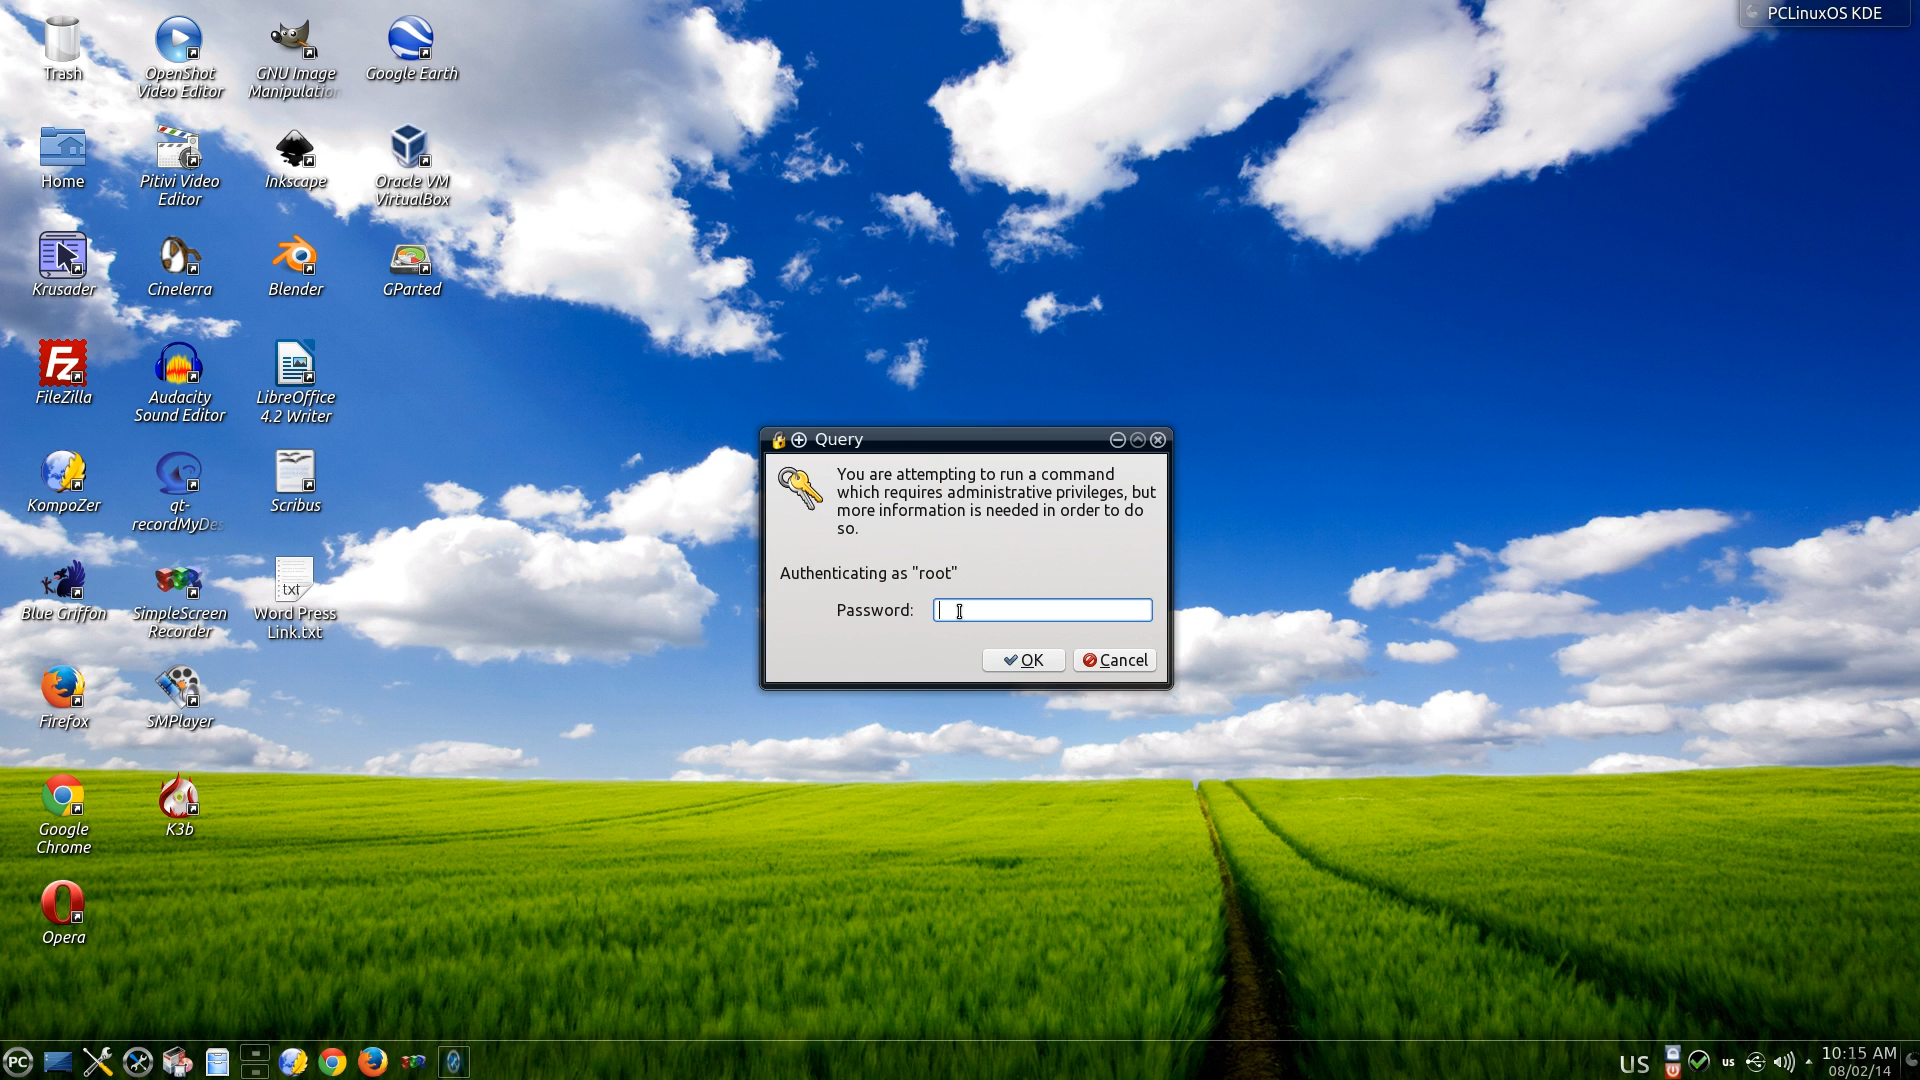 PCLinuxOS KDE
Trash
OpenShot
Video Editor
GNU Image
Manipulation
Google Earth
Home
Pitivi Video
Editor
Inkscape
Oracle VM
VirtualBox
Krusader
Cinelerra
Blender
GParted
FileZilla
Audacity
Sound Editor
LibreOffice
4.2 Writer
KompoZer
qt-
recordMyDes
Scribus
Blue Griffon
SimpleScreen
Recorder
txt
Word Press
Link.txt
Firefox
SMPlayer
Google
Chrome
K3b
Opera
Query
You are attempting to run a command
which requires administrative privileges, but
more information is needed in order to do
so.
Authenticating as "root"
Password:
OK
Cancel
PC
US
us
10:15 AM
08/02/14